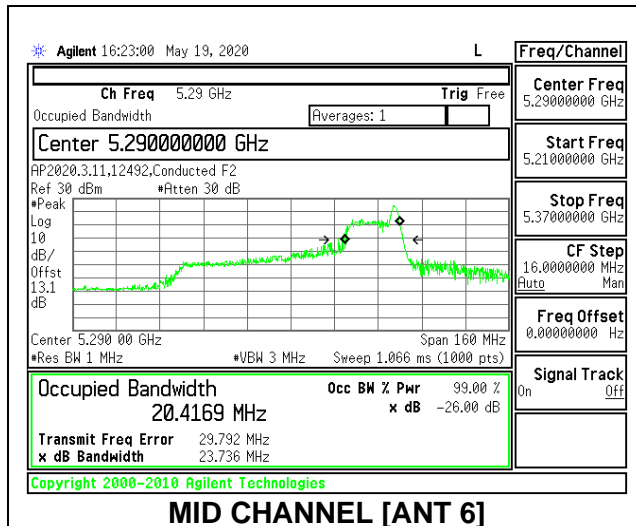 Agilent 16:23:00 May 19, 2020 L Freq/Channel
Ch Freq 5.29 GHz Trig Free
Occupied Bandwidth Averages: 1
Center 5.290000000 GHz
AP2020.3.11,12492,Conducted F2
Ref 30 dBm #Atten 30 dB
#Peak
Log
10
dB/
Offst
13.1
dB
Center 5.290 00 GHz Span 160 MHz
#Res BW 1 MHz #VBW 3 MHz Sweep 1.066 ms (1000 pts)
Occupied Bandwidth Occ BW % Pwr 99.00 %
20.4169 MHz x dB -26.00 dB
Transmit Freq Error 29.792 MHz
x dB Bandwidth 23.736 MHz
Copyright 2000-2010 Agilent Technologies
Center Freq
5.29000000 GHz
Start Freq
5.21000000 GHz
Stop Freq
5.37000000 GHz
CF Step
16.0000000 MHz
Auto Man
Freq Offset
0.00000000 Hz
Signal Track
On Off
MID CHANNEL [ANT 6]